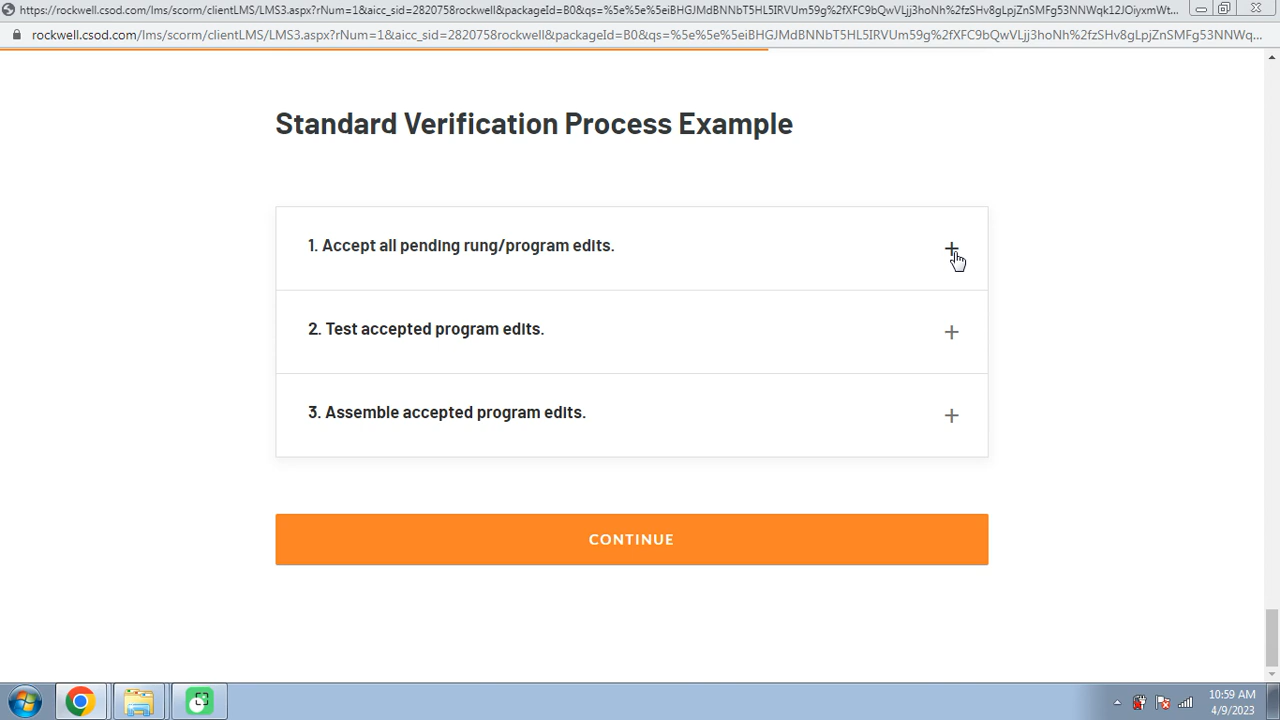 https://rockwell.csod.com/lms/scorm/clientLMS/LMS3.aspx?rNum=1&aicc_sid=2820758rockwell&packageId=B0&qs=%5e%5e%5eiBHGJMdBNNbT5HL5IRVUm59g%2fXFC9bQwVLjj3hoNh%2fzSHv8gLpjZnSMFg53NNWqk12JOiyxmWt...
rockwell.csod.com/lms/scorm/clientLMS/LMS3.aspx?rNum=1&aicc_sid=2820758rockwell&packageId=B0&qs=%5e%5e%5eiBHGJMdBNNbT5HL5IRVUm59g%2fXFC9bQwVLjj3hoNh%2fzSHv8gLpjZnSMFg53NNWq...
Standard Verification Process Example
1. Accept all pending rung/program edits.
2. Test accepted program edits.
3. Assemble accepted program edits.
CONTINUE
10:59 AM
4/9/2023